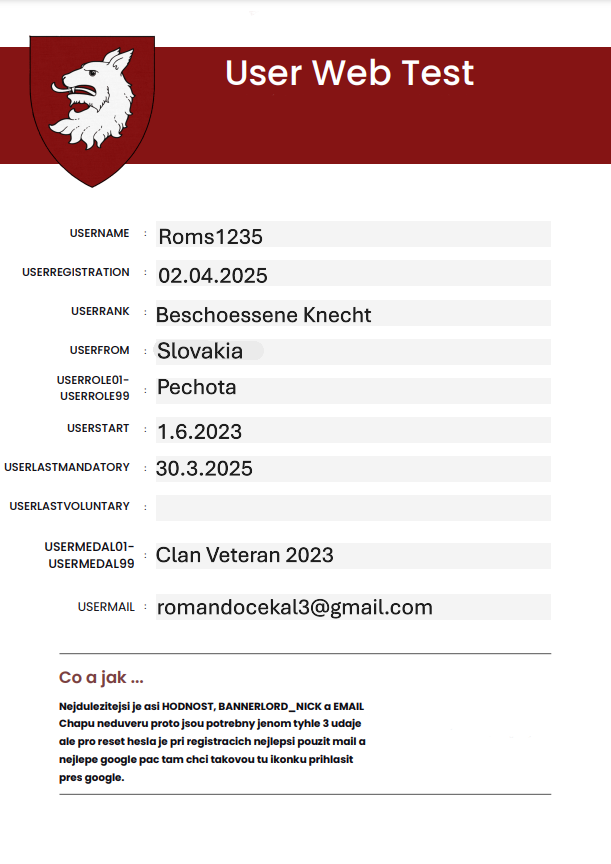 User Web Test
USERNAME : Roms1235
USERREGISTRATION : 02.04.2025
USERRANK : Beschoessene Knecht
USERFROM : Slovakia
USERROLE01-
USERROLE99 : Pechota
USERSTART : 1.6.2023
USERLASTMANDATORY : 30.3.2025
USERLASTVOLUNTARY :
USERMEDAL01-
USERMEDAL99 : Clan Veteran 2023
USERMAIL : romandocekal3@gmail.com
Co a jak ...
Nejdulezitejsi je asi HODNOST, BANNERLORD_NICK a EMAIL
Chapu neduveru proto jsou potrebny jenom tyhle 3 udaje
ale pro reset hesla je pri registracich nejlepsi pouzit mail a
nejlepe google pac tam chci takovou tu ikonku prihlasit
pres google.